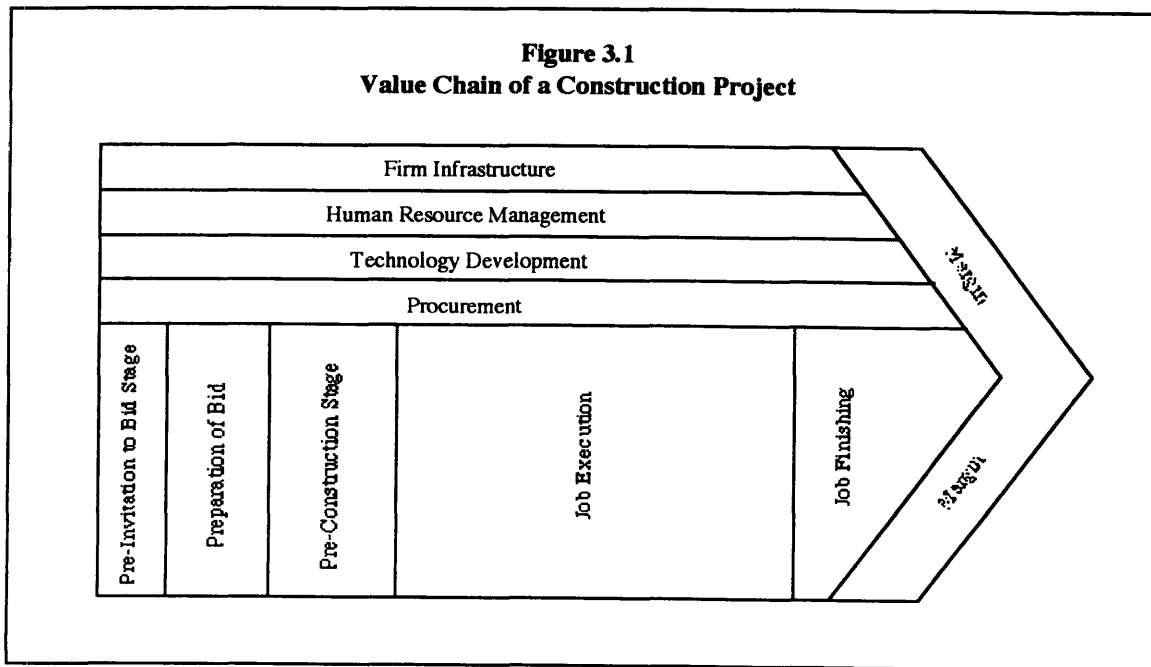 Figure 3.1
Value Chain of a Construction Project
Firm Infrastructure
Human Resource Management
Technology Development
Procurement
Pre-Invitation to Bid Stage
Preparation of Bid
Pre-Construction Stage
Job Execution
Job Finishing
Margin
Margin